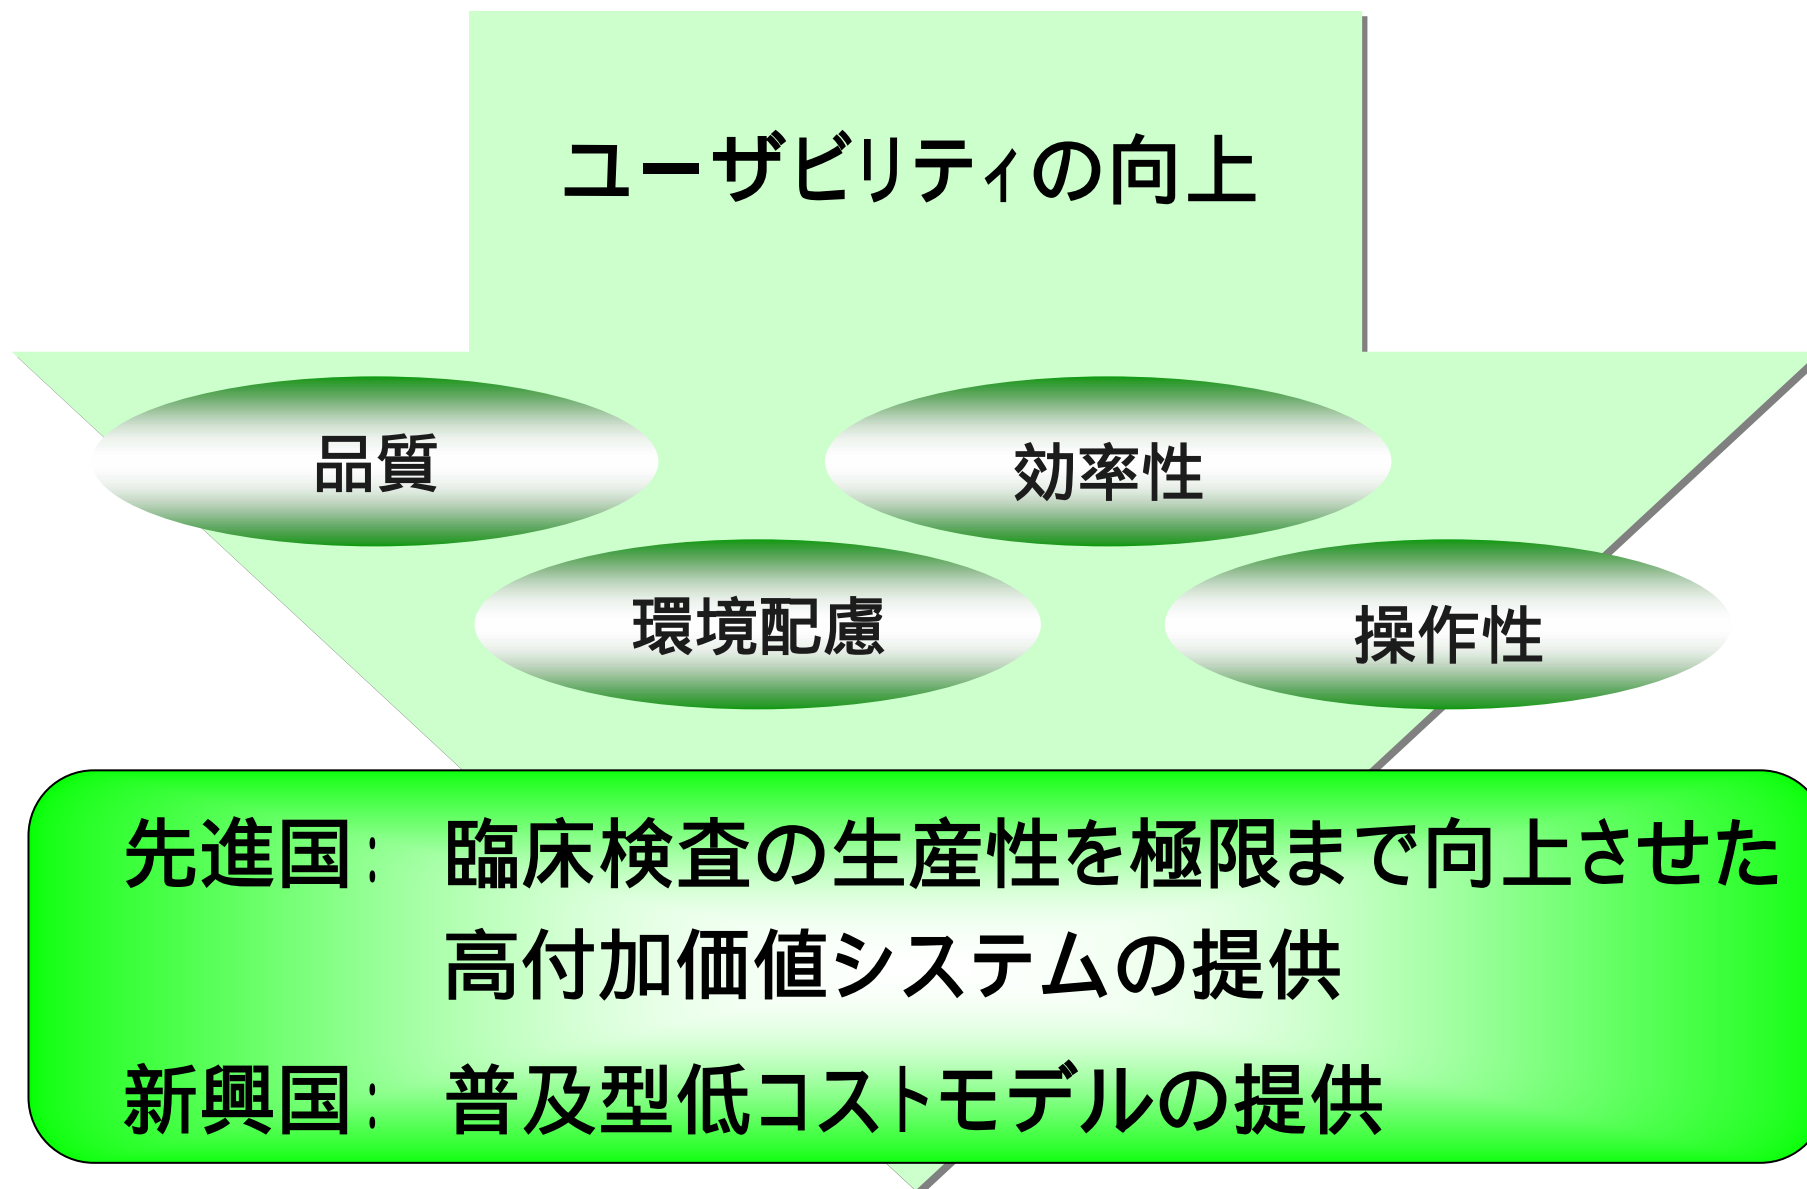 ユーザビリティの向上
品質
効率性
環境配慮
操作性
先進国： 臨床検査の生産性を極限まで向上させた
高付加価値システムの提供
新興国： 普及型低コストモデルの提供